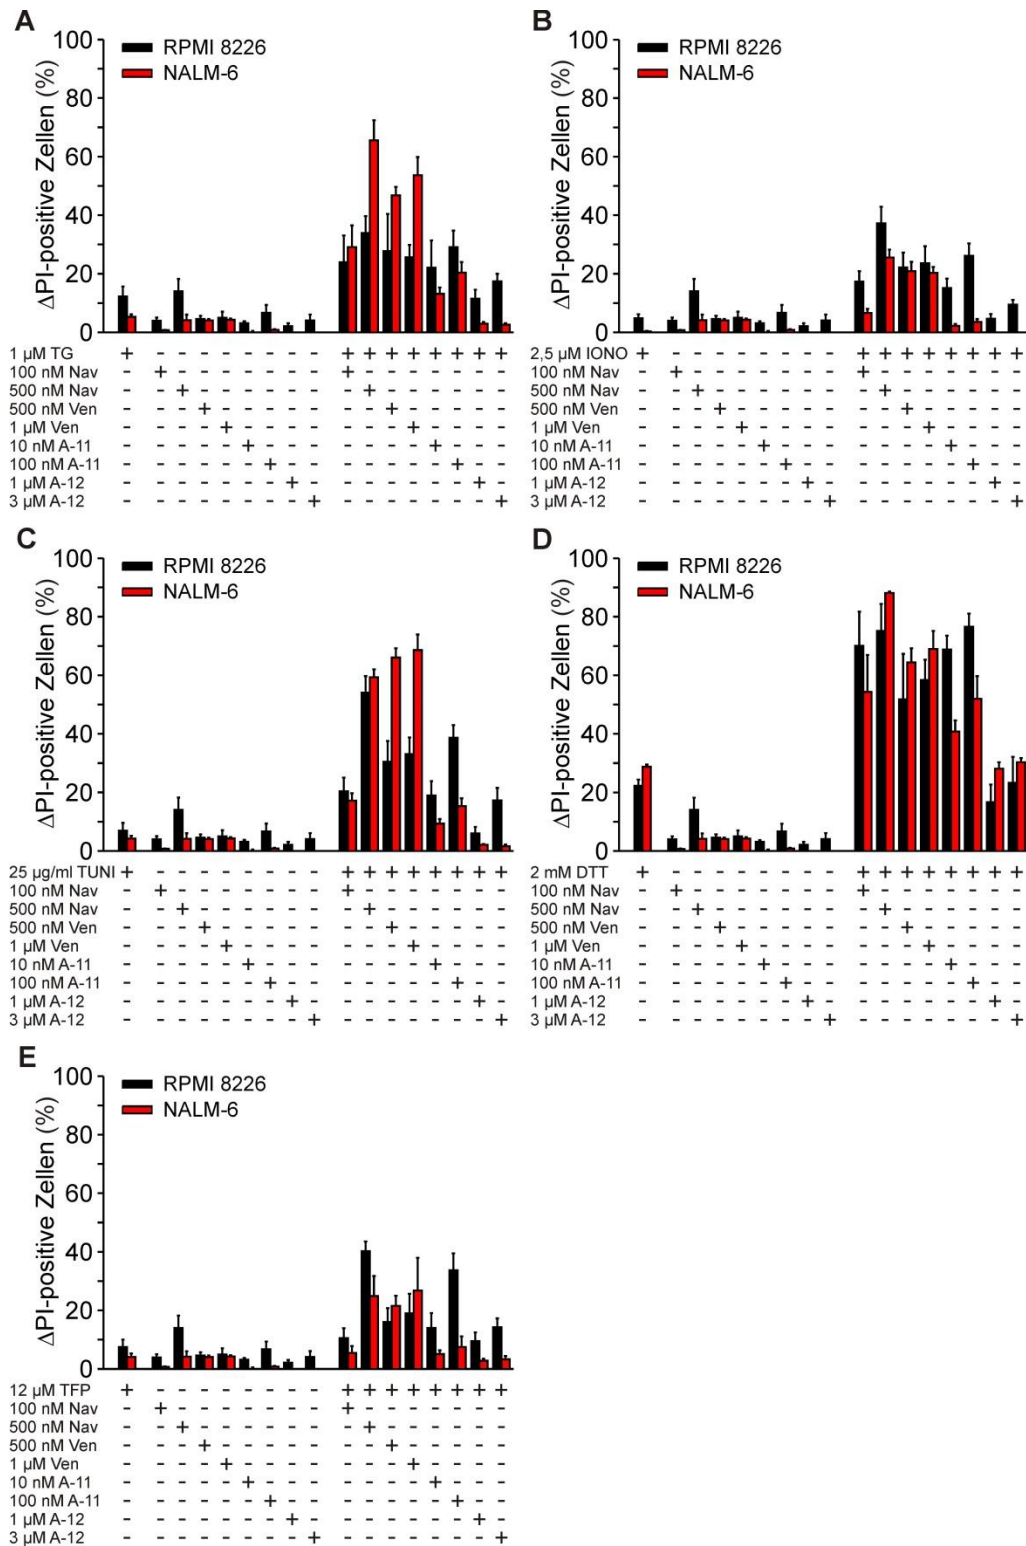 A
100
80
60
40
20
0
ΔPI-positive Zellen (%)
RPMI 8226
NALM-6
1 µM TG + - - - - - - - - + + + + + + + +
100 nM Nav - + - - - - - - - + - - - - - - -
500 nM Nav - - + - - - - - - - + - - - - - -
500 nM Ven - - - + - - - - - - - + - - - - -
1 µM Ven - - - - + - - - - - - - + - - - -
10 nM A-11 - - - - - + - - - - - - - + - - -
100 nM A-11 - - - - - - + - - - - - - - + - -
1 µM A-12 - - - - - - - + - - - - - - - + -
3 µM A-12 - - - - - - - - + - - - - - - - +
B
100
80
60
40
20
0
ΔPI-positive Zellen (%)
RPMI 8226
NALM-6
2,5 µM IONO + - - - - - - - - + + + + + + + +
100 nM Nav - + - - - - - - - + - - - - - - -
500 nM Nav - - + - - - - - - - + - - - - - -
500 nM Ven - - - + - - - - - - - + - - - - -
1 µM Ven - - - - + - - - - - - - + - - - -
10 nM A-11 - - - - - + - - - - - - - + - - -
100 nM A-11 - - - - - - + - - - - - - - + - -
1 µM A-12 - - - - - - - + - - - - - - - + -
3 µM A-12 - - - - - - - - + - - - - - - - +
C
100
80
60
40
20
0
ΔPI-positive Zellen (%)
RPMI 8226
NALM-6
25 µg/ml TUNI + - - - - - - - - + + + + + + + +
100 nM Nav - + - - - - - - - + - - - - - - -
500 nM Nav - - + - - - - - - - + - - - - - -
500 nM Ven - - - + - - - - - - - + - - - - -
1 µM Ven - - - - + - - - - - - - + - - - -
10 nM A-11 - - - - - + - - - - - - - + - - -
100 nM A-11 - - - - - - + - - - - - - - + - -
1 µM A-12 - - - - - - - + - - - - - - - + -
3 µM A-12 - - - - - - - - + - - - - - - - +
D
100
80
60
40
20
0
ΔPI-positive Zellen (%)
RPMI 8226
NALM-6
2 mM DTT + - - - - - - - - + + + + + + + +
100 nM Nav - + - - - - - - - + - - - - - - -
500 nM Nav - - + - - - - - - - + - - - - - -
500 nM Ven - - - + - - - - - - - + - - - - -
1 µM Ven - - - - + - - - - - - - + - - - -
10 nM A-11 - - - - - + - - - - - - - + - - -
100 nM A-11 - - - - - - + - - - - - - - + - -
1 µM A-12 - - - - - - - + - - - - - - - + -
3 µM A-12 - - - - - - - - + - - - - - - - +
E
100
80
60
40
20
0
ΔPI-positive Zellen (%)
RPMI 8226
NALM-6
12 µM TFP + - - - - - - - - + + + + + + + +
100 nM Nav - + - - - - - - - + - - - - - - -
500 nM Nav - - + - - - - - - - + - - - - - -
500 nM Ven - - - + - - - - - - - + - - - - -
1 µM Ven - - - - + - - - - - - - + - - - -
10 nM A-11 - - - - - + - - - - - - - + - - -
100 nM A-11 - - - - - - + - - - - - - - + - -
1 µM A-12 - - - - - - - + - - - - - - - + -
3 µM A-12 - - - - - - - - + - - - - - - - +